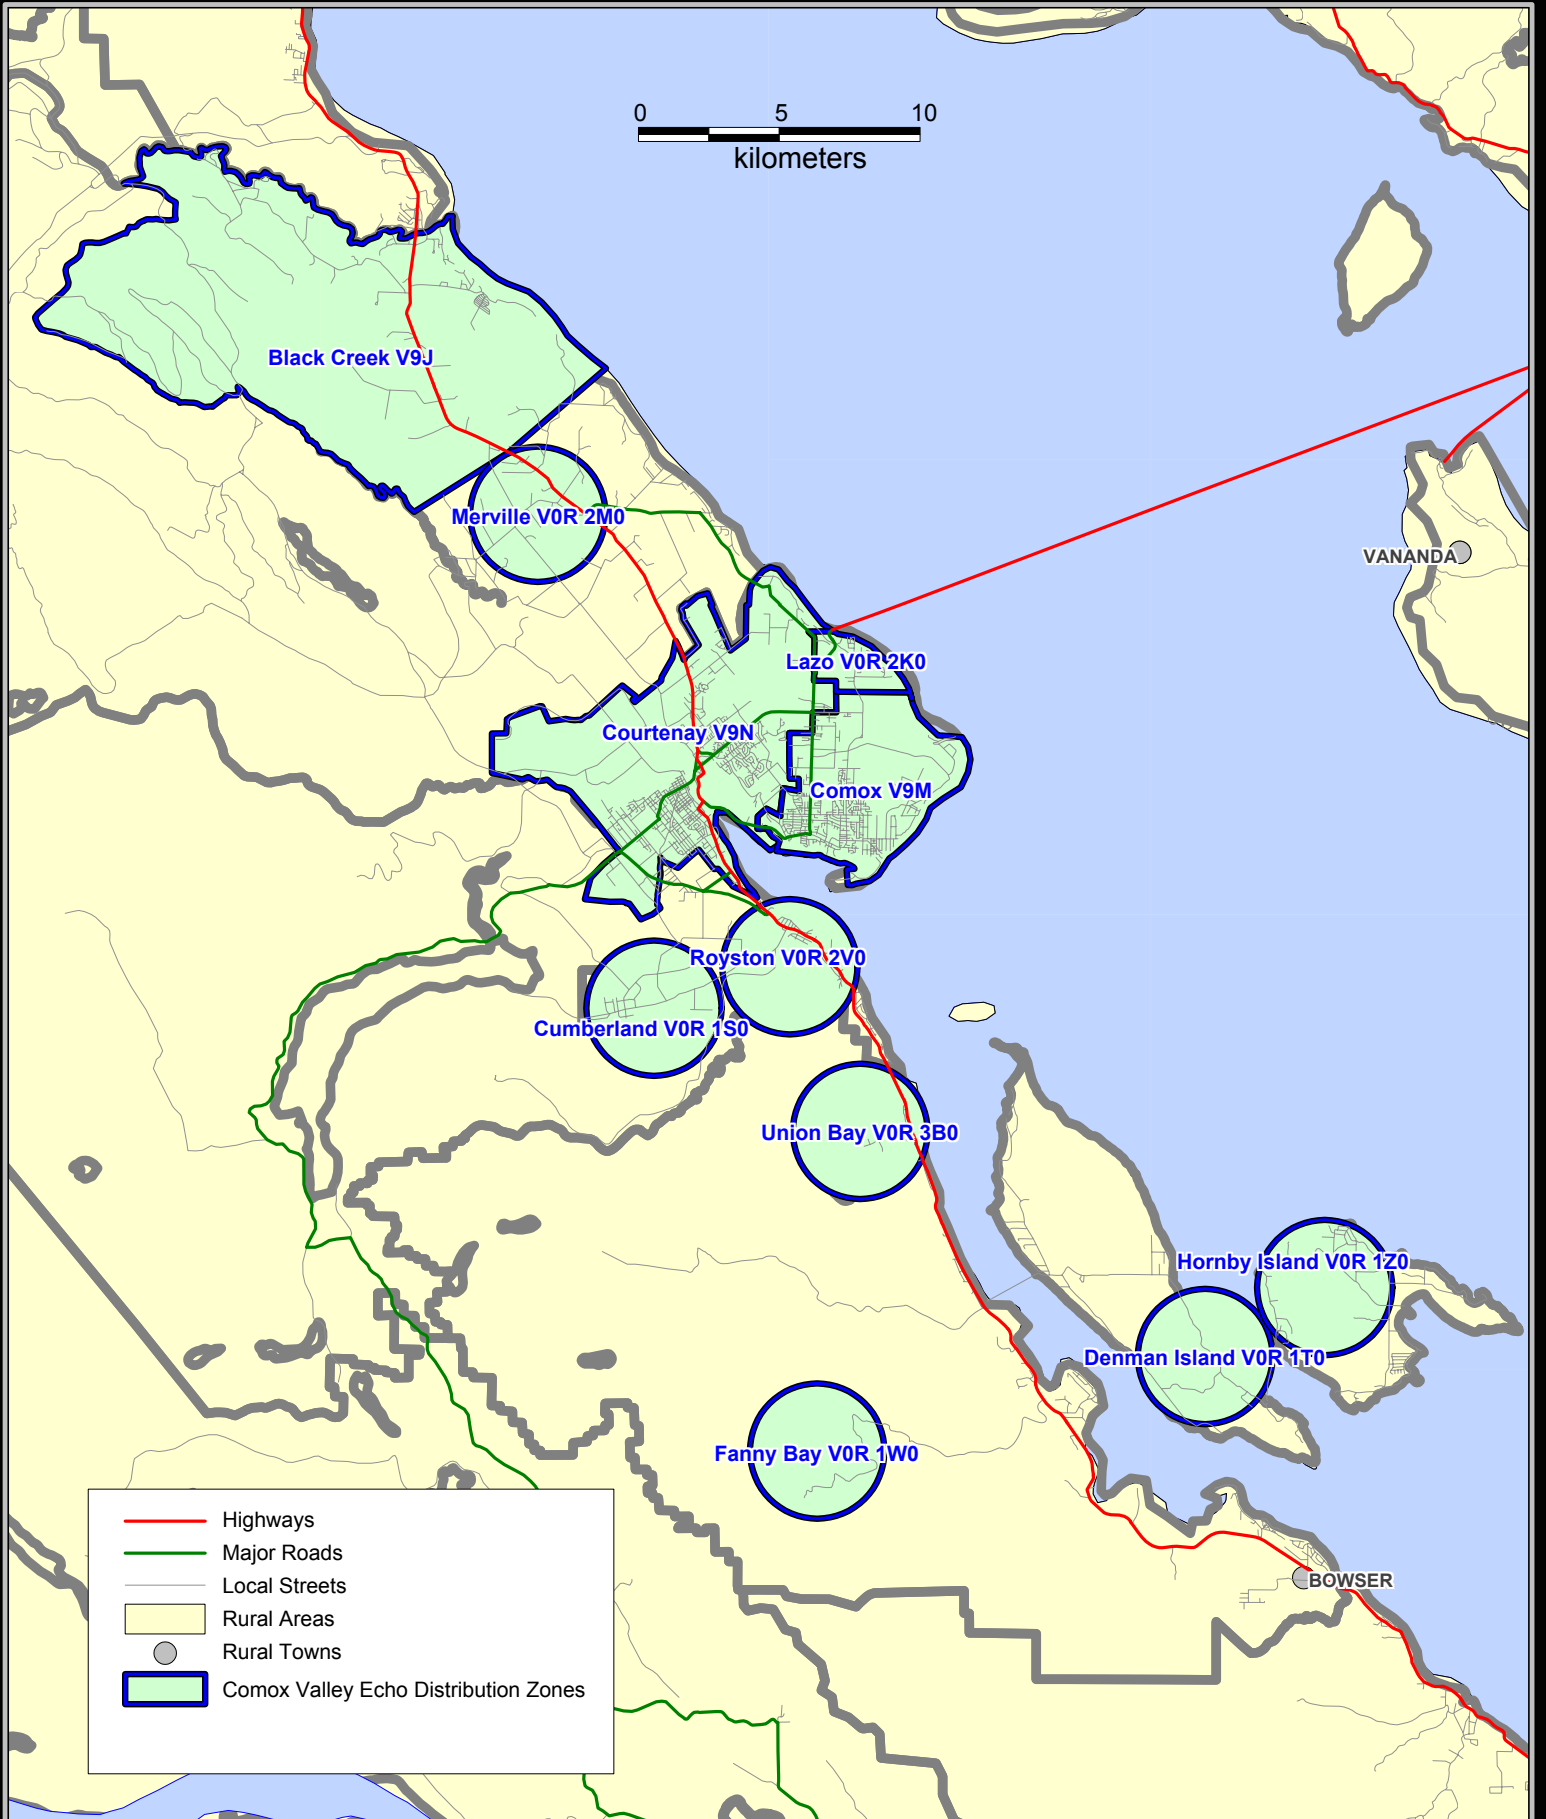 0 5 10
kilometers
Black Creek V9J
Merville V0R 2M0
VANANDA
Lazo V0R 2K0
Courtenay V9N
Comox V9M
Royston V0R 2V0
Cumberland V0R 1S0
Union Bay V0R 3B0
Hornby Island V0R 1Z0
Denman Island V0R 1T0
Fanny Bay V0R 1W0
BOWSER
Highways
Major Roads
Local Streets
Rural Areas
Rural Towns
Comox Valley Echo Distribution Zones